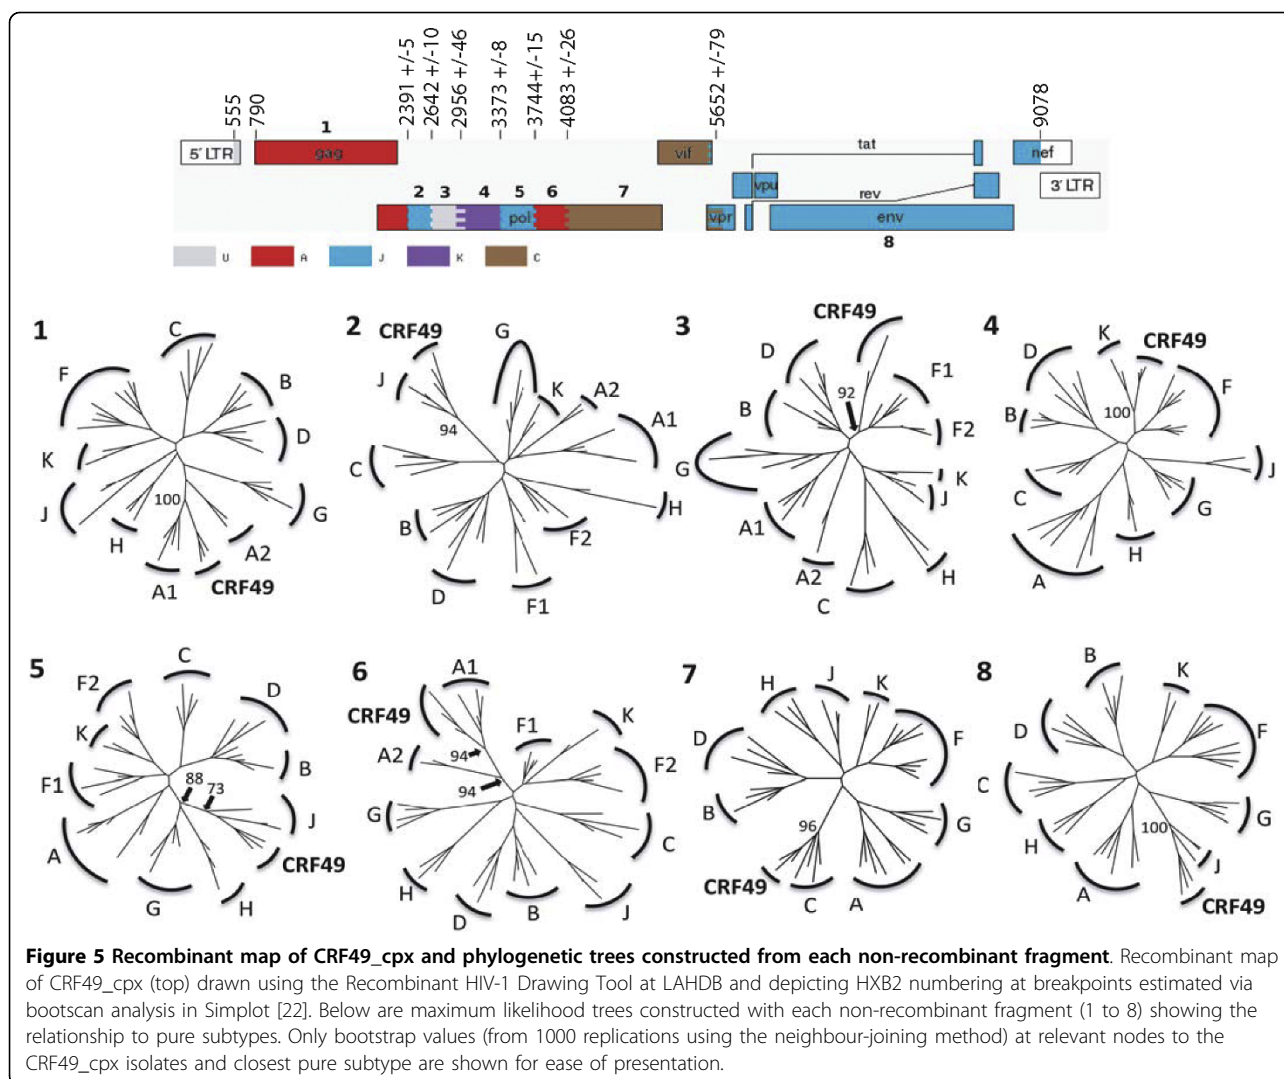 555
790
2391 +/-5
2642 +/-10
2956 +/-46
3373 +/-8
3744+/-15
4083 +/-26
5652 +/-79
9078
1
5' LTR
gag
vif
tat
nef
vpu
rev
3' LTR
2 3 4 5 6 7
pol
vpr
env
8
U A J K C
1
C
F
B
D
K
J
100
G
H
A2
A1
CRF49
2
CRF49
G
J
K
A2
A1
94
C
H
B
F2
D
F1
3
CRF49
D
F1
92
B
F2
G
K
J
A1
A2
H
C
4
K
CRF49
D
F
B
100
J
C
G
H
A
5
C
F2
D
K
B
F1
88
73
J
A
CRF49
G
H
6
A1
CRF49
F1
K
94
A2
F2
94
G
C
H
D
B
J
7
H
J
K
D
F
B
96
G
CRF49
C
A
8
B
K
D
F
C
G
H
100
J
A
CRF49
Figure 5 Recombinant map of CRF49_cpx and phylogenetic trees constructed from each non-recombinant fragment. Recombinant map
of CRF49_cpx (top) drawn using the Recombinant HIV-1 Drawing Tool at LAHDB and depicting HXB2 numbering at breakpoints estimated via
bootscan analysis in Simplot [22]. Below are maximum likelihood trees constructed with each non-recombinant fragment (1 to 8) showing the
relationship to pure subtypes. Only bootstrap values (from 1000 replications using the neighbour-joining method) at relevant nodes to the
CRF49_cpx isolates and closest pure subtype are shown for ease of presentation.